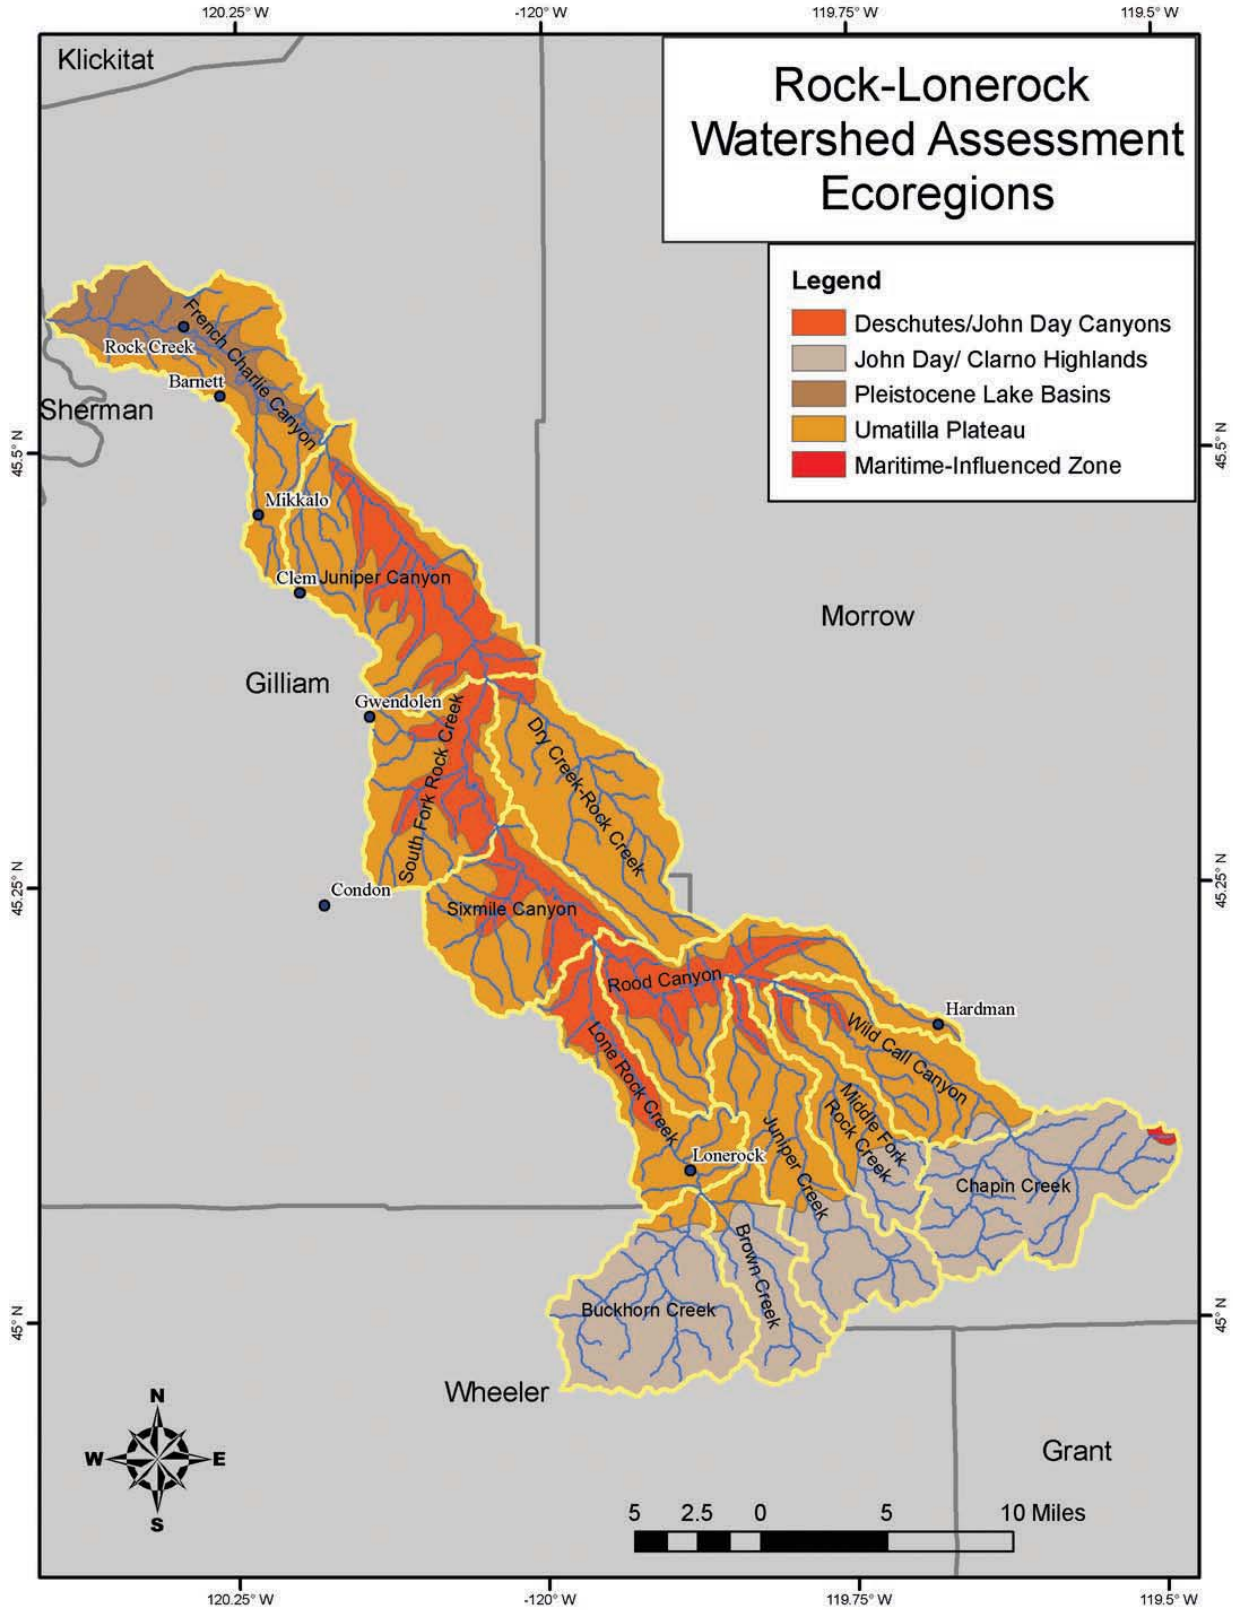 120.25° W
-120° W
119.75° W
119.5° W
Klickitat
Rock-Lonerock
Watershed Assessment
Ecoregions
Legend
Deschutes/John Day Canyons
John Day/ Clarno Highlands
Pleistocene Lake Basins
Umatilla Plateau
Maritime-Influenced Zone
French Charlie Canyon
Rock Creek
Barnett
Sherman
45.5° N
45.5° N
Mikkalo
Clem
Juniper Canyon
Morrow
Gilliam
Gwendolen
South Fork Rock Creek
Dry Creek-Rock Creek
45.25° N
45.25° N
Condon
Sixmile Canyon
Rood Canyon
Hardman
Lone Rock Creek
Wild Call Canyon
Middle Fork
Rock Creek
Juniper Creek
Lonerock
Chapin Creek
Brown Creek
Buckhorn Creek
45° N
45° N
Wheeler
Grant
N
W
E
S
5 2.5 0 5 10 Miles
120.25° W
-120° W
119.75° W
119.5° W